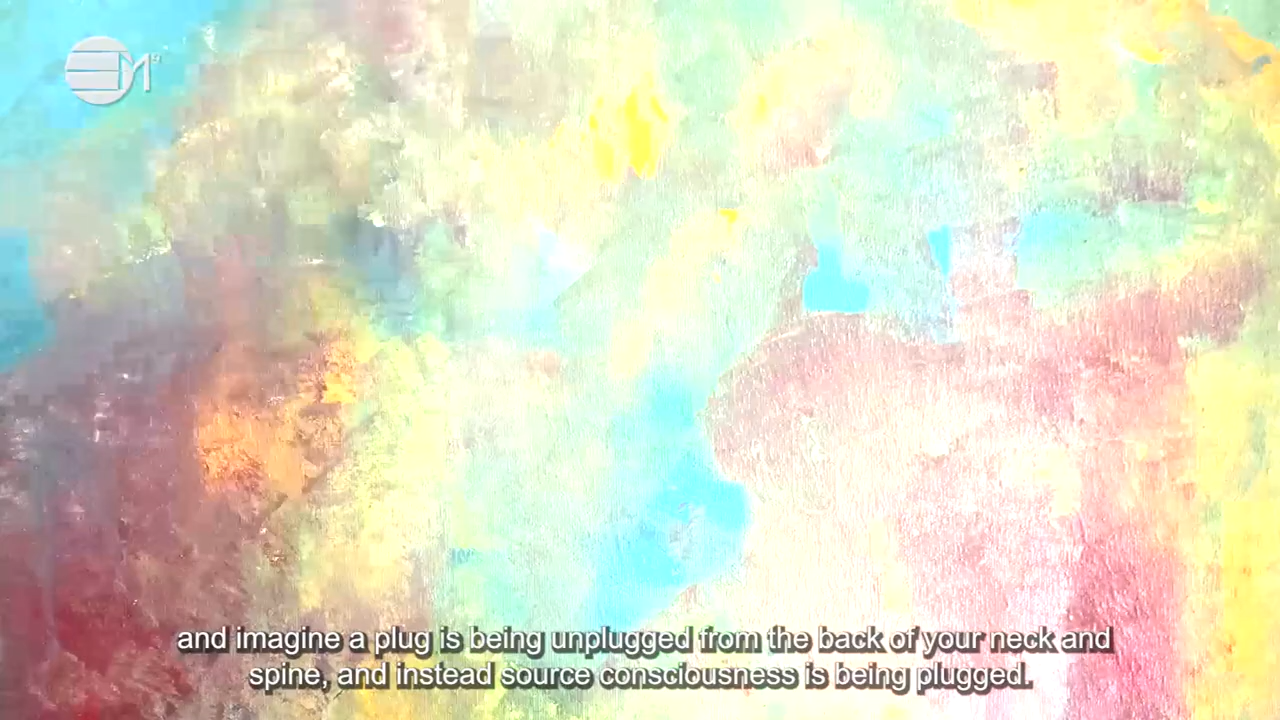 and imagine a plug is being unplugged from the back of your neck and
spine, and instead source consciousness is being plugged.